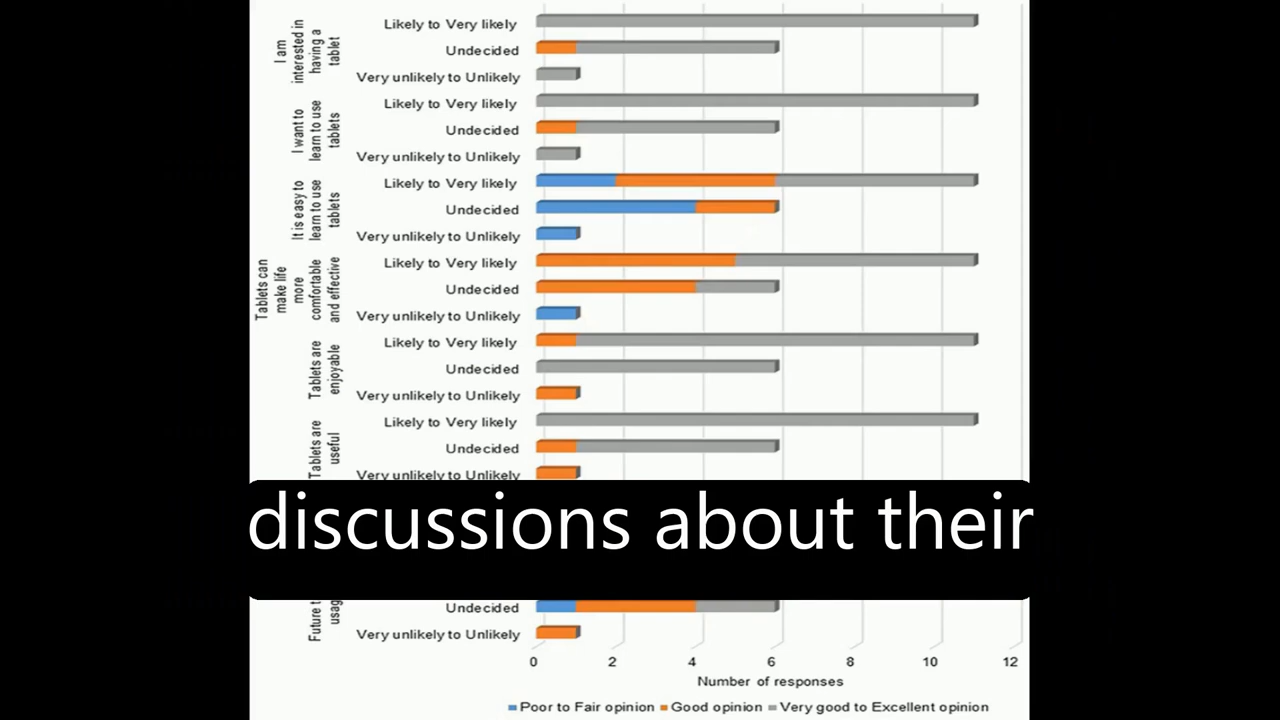 I am
interested in
having a
tablet
Likely to Very likely
Undecided
Very unlikely to Unlikely
I want to
learn to use
tablets
Likely to Very likely
Undecided
Very unlikely to Unlikely
It is easy to
learn to use
tablets
Likely to Very likely
Undecided
Very unlikely to Unlikely
Tablets can
make life
more
comfortable
and effective
Likely to Very likely
Undecided
Very unlikely to Unlikely
Tablets are
enjoyable
Likely to Very likely
Undecided
Very unlikely to Unlikely
Tablets are
useful
Likely to Very likely
Undecided
Very unlikely to Unlikely
discussions about their
Future
Undecided
Very unlikely to Unlikely
0 2 4 6 8 10 12
Number of responses
Poor to Fair opinion Good opinion Very good to Excellent opinion